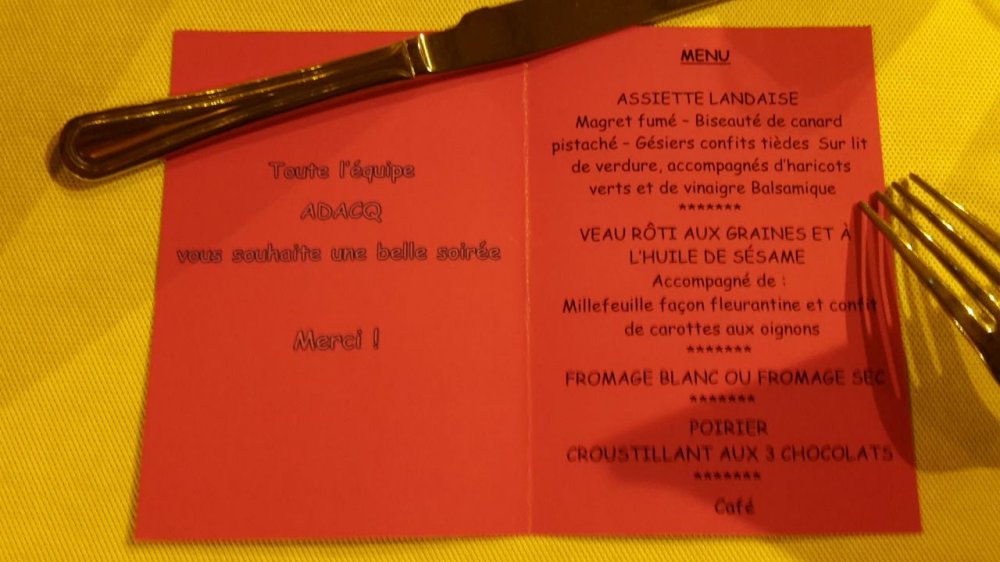 Toute l'équipe
ADACQ
vous souhaite une belle soirée
Merci !
MENU
ASSIETTE LANDAISE
Magret fumé – Biseauté de canard
pistaché – Gésiers confits tièdes Sur lit
de verdure, accompagnés d'haricots
verts et de vinaigre Balsamique
*******
VEAU RÔTI AUX GRAINES ET À
L'HUILE DE SÉSAME
Accompagné de :
Millefeuille façon fleurantine et confit
de carottes aux oignons
*******
FROMAGE BLANC OU FROMAGE SEC
*******
POIRIER
CROUSTILLANT AUX 3 CHOCOLATS
*******
Café